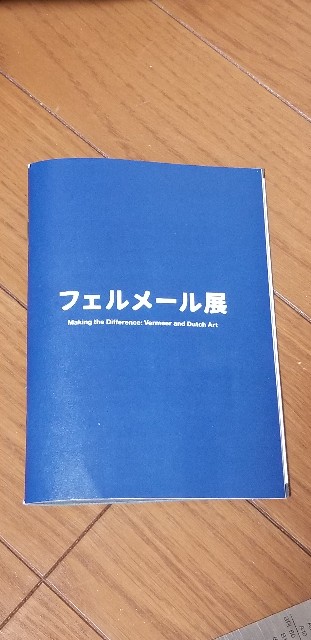 フェルメール展
Making the Difference: Vermeer and Dutch Art